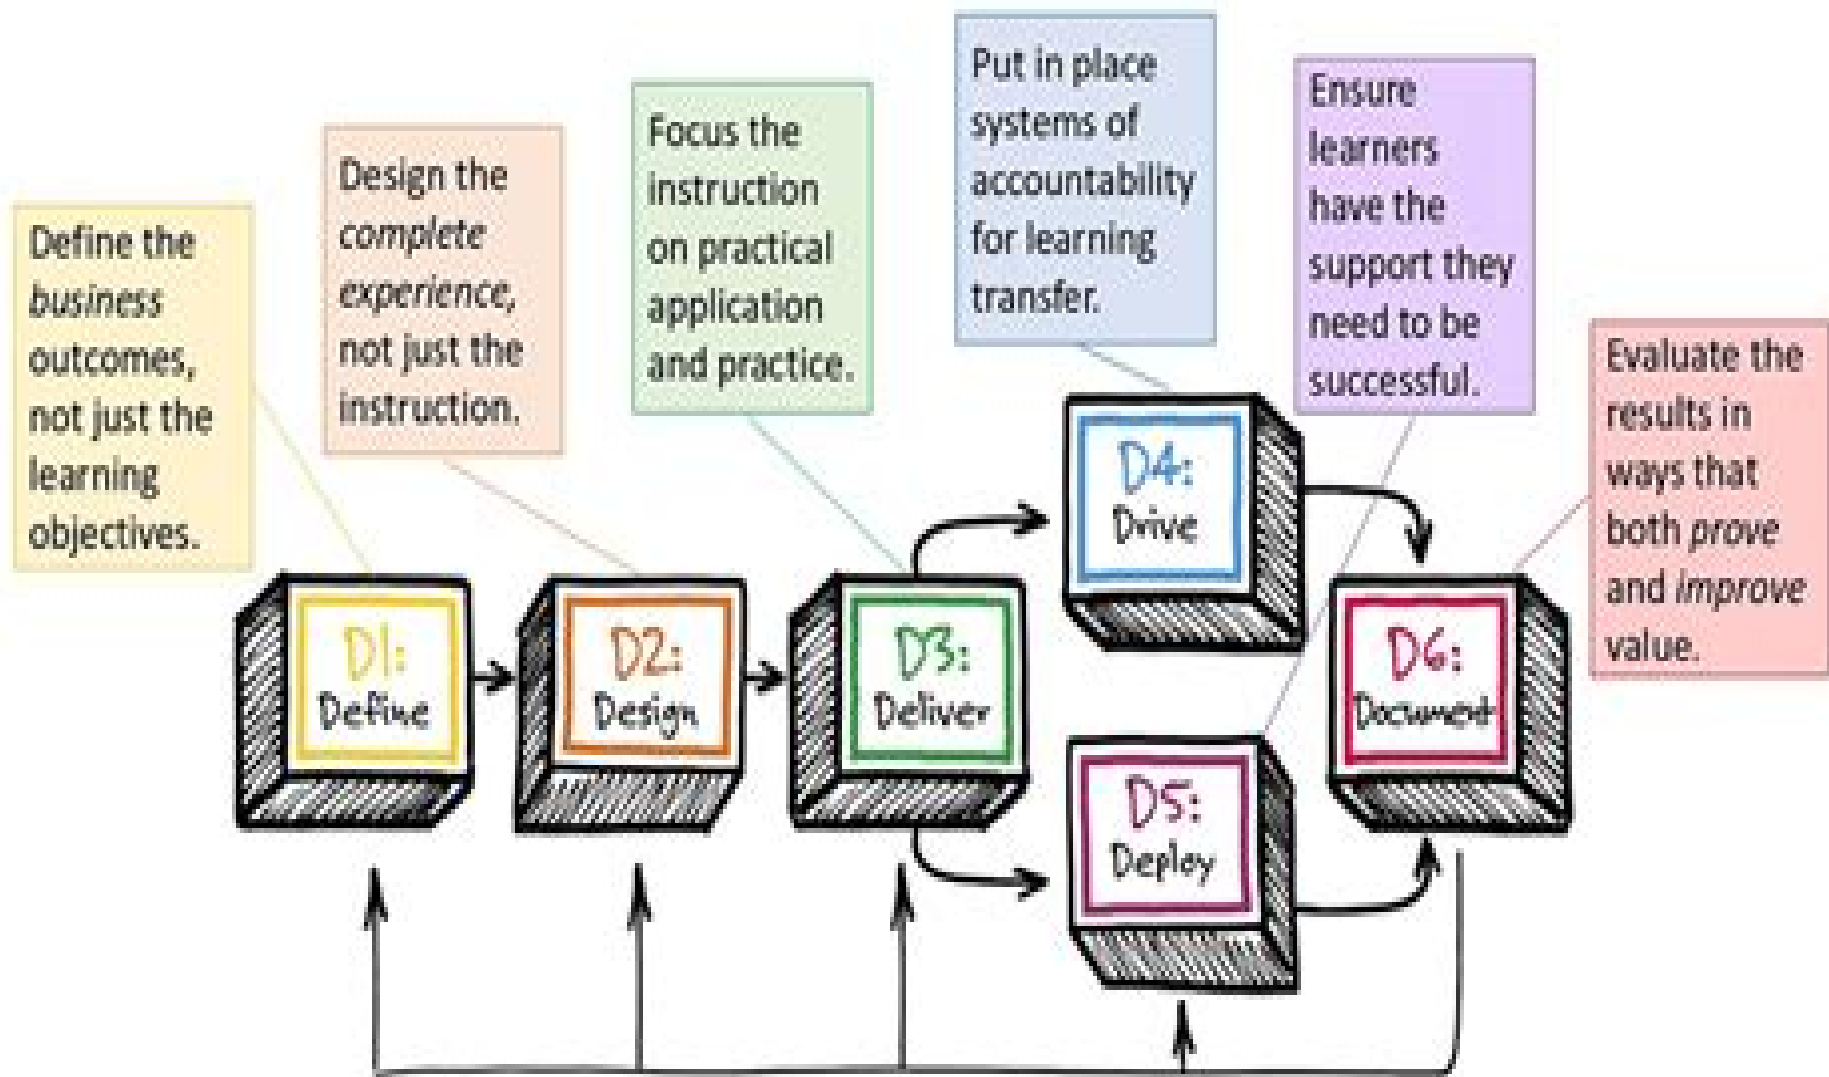 Define the
business
outcomes,
not just the
learning
objectives.
Design the
complete
experience,
not just the
instruction.
Focus the
instruction
on practical
application
and practice.
Put in place
systems of
accountability
for learning
transfer.
Ensure
learners
have the
support they
need to be
successful.
Evaluate the
results in
ways that
both prove
and improve
value.
D1:
Define
D2:
Design
D3:
Deliver
D4:
Drive
D5:
Deploy
D6:
Document